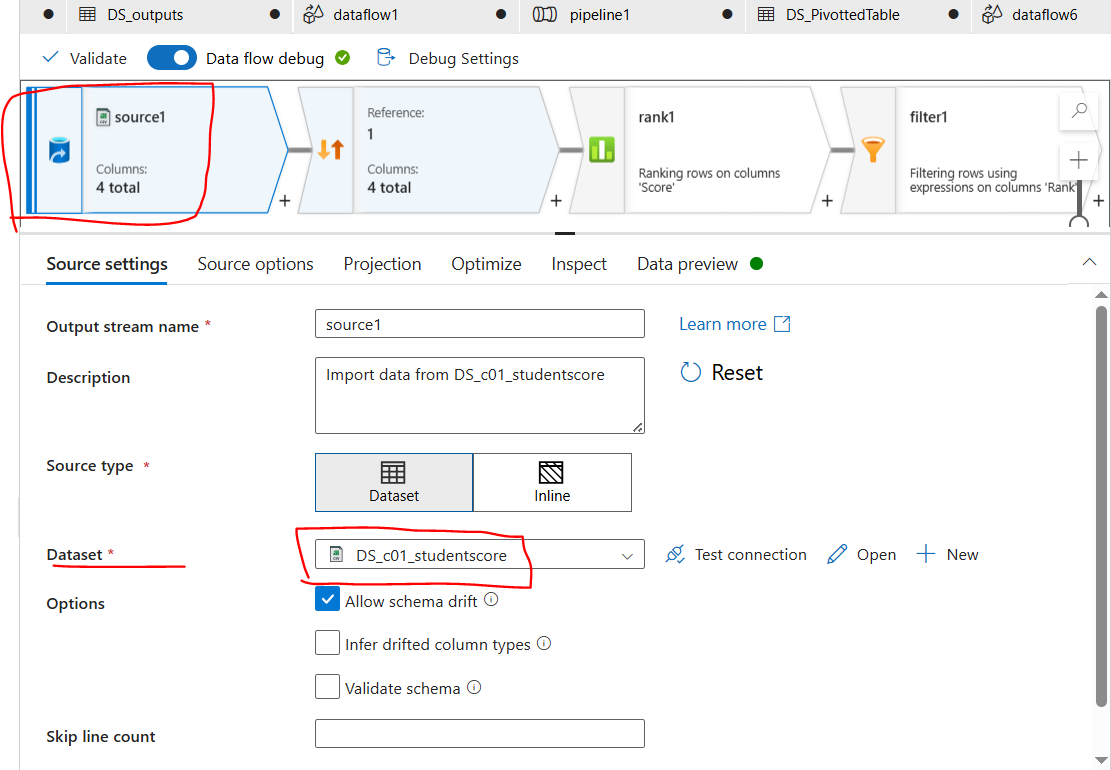 DS_outputs dataflow1 pipeline1 DS_PivottedTable dataflow6
Validate Data flow debug Debug Settings
source1
Columns:
4 total
Reference:
1
Columns:
4 total
rank1
Ranking rows on columns
'Score'
filter1
Filtering rows using
expressions on columns 'Rank'
Source settings Source options Projection Optimize Inspect Data preview
Output stream name * source1 Learn more
Description Import data from DS_c01_studentscore Reset
Source type * Dataset Inline
Dataset * DS_c01_studentscore Test connection Open New
Options Allow schema drift
Infer drifted column types
Validate schema
Skip line count